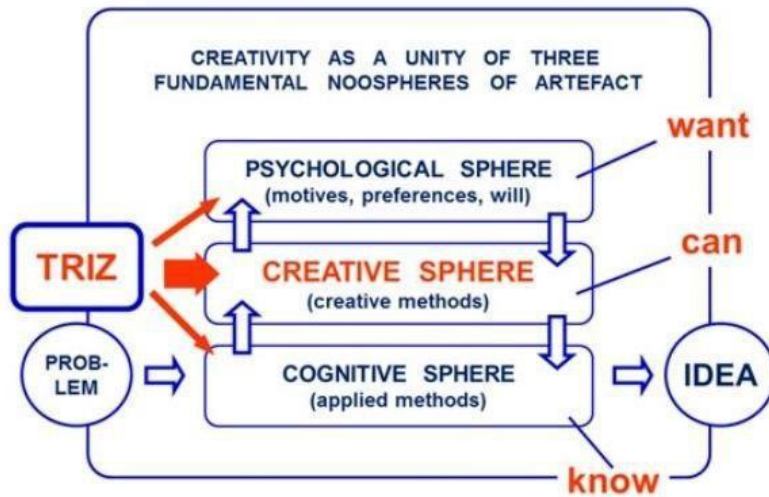 CREATIVITY AS A UNITY OF THREE
FUNDAMENTAL NOOSPHERES OF ARTEFACT
want
PSYCHOLOGICAL SPHERE
(motives, preferences, will)
can
TRIZ
CREATIVE SPHERE
(creative methods)
PROB-
LEM
COGNITIVE SPHERE
(applied methods)
IDEA
know